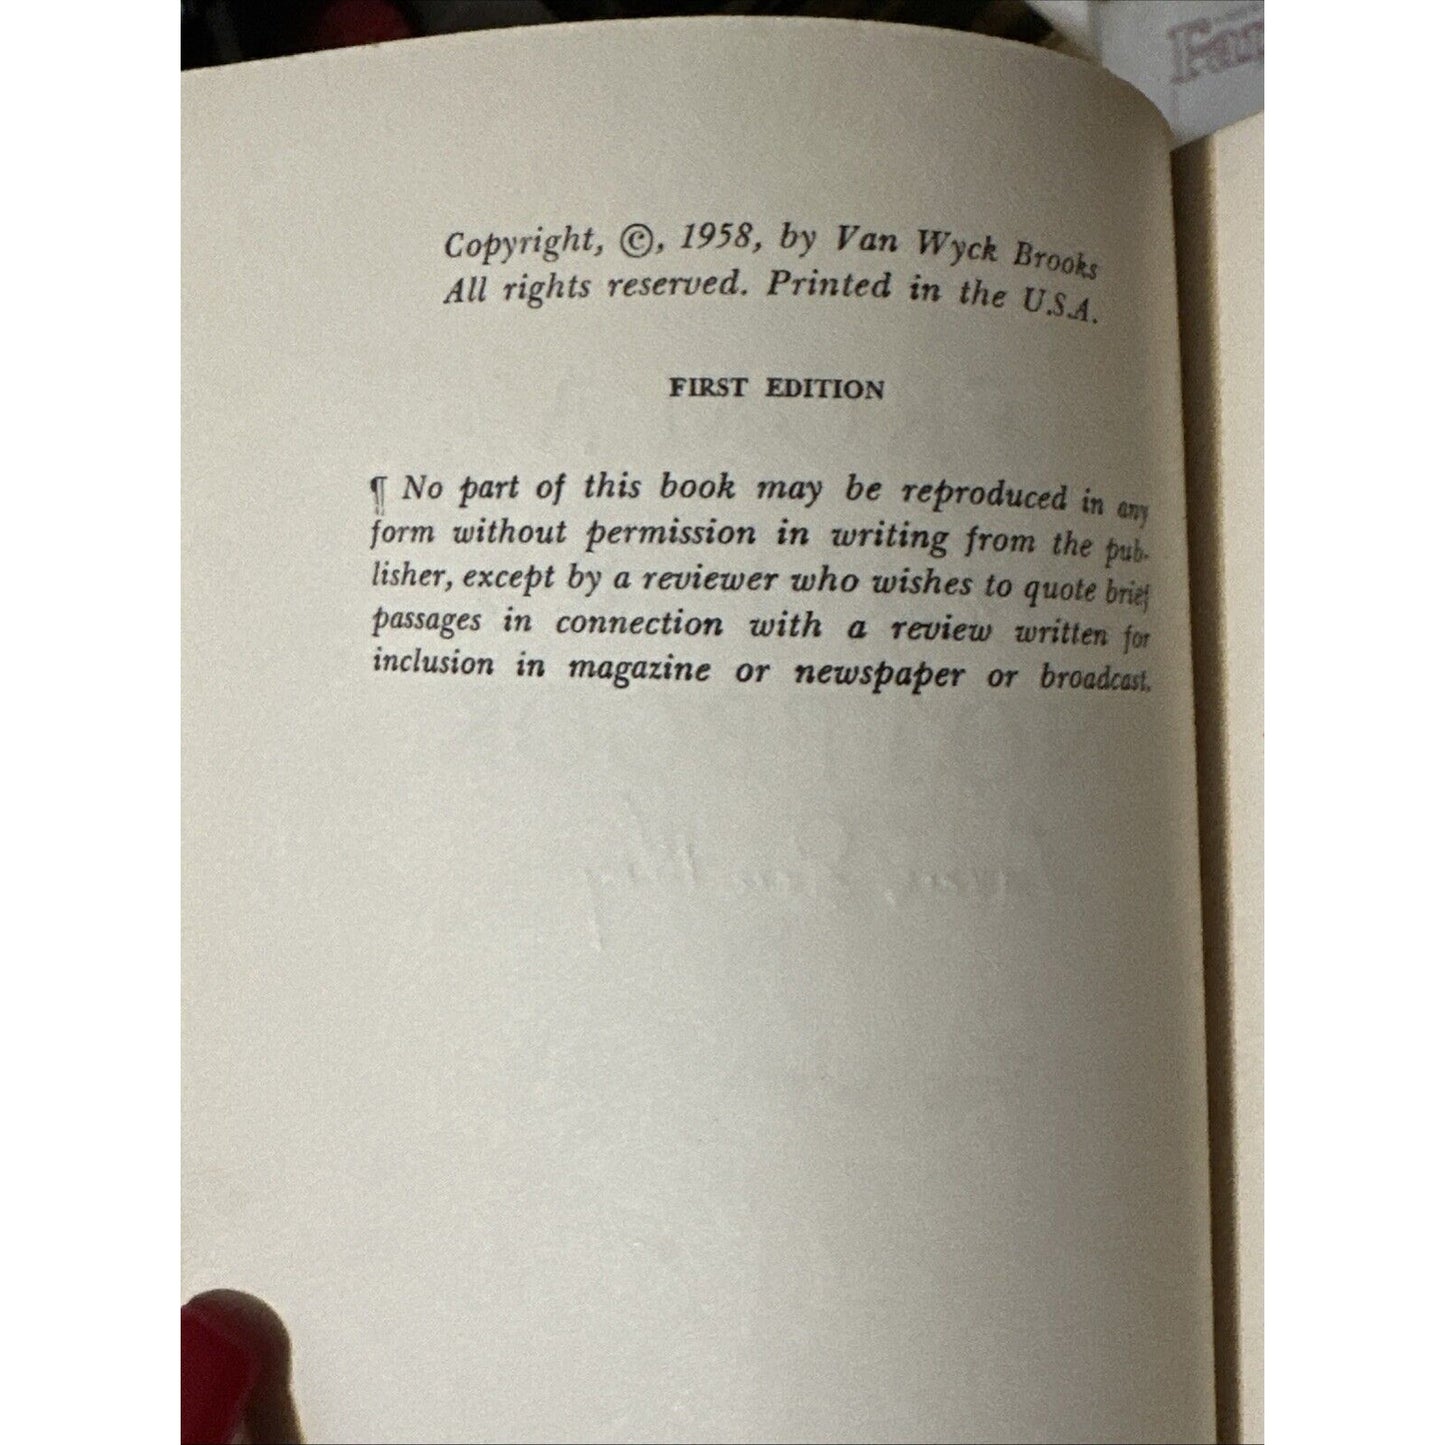 Fam
Copyright, ©, 1958, by Van Wyck Brooks
All rights reserved. Printed in the U.S.A.
FIRST EDITION
¶ No part of this book may be reproduced in any
form without permission in writing from the pub-
lisher, except by a reviewer who wishes to quote brief
passages in connection with a review written for
inclusion in magazine or newspaper or broadcast.